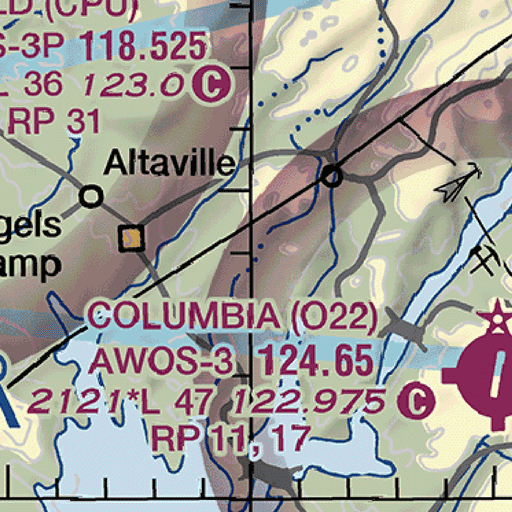 LD (CPU)
S-3P 118.525
L 36 123.0 C
RP 31
Altaville
gels
amp
COLUMBIA (O22)
AWOS-3 124.65
R
2121*L 47 122.975 C
RP 11, 17